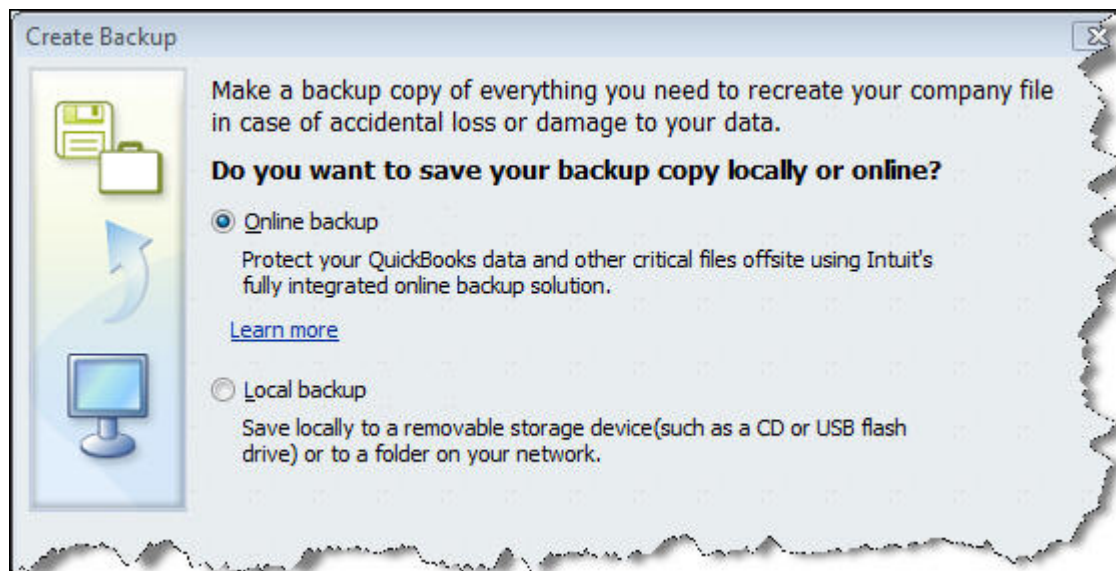 Create Backup
Make a backup copy of everything you need to recreate your company file
in case of accidental loss or damage to your data.
Do you want to save your backup copy locally or online?
Online backup
Protect your QuickBooks data and other critical files offsite using Intuit's
fully integrated online backup solution.
Learn more
Local backup
Save locally to a removable storage device(such as a CD or USB flash
drive) or to a folder on your network.